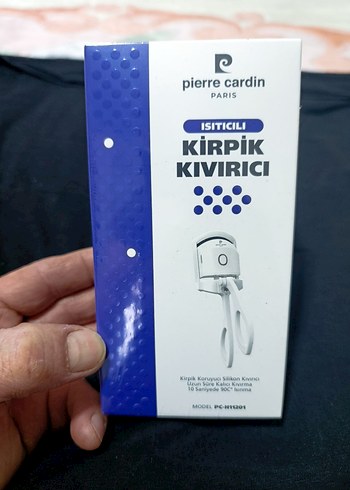 pierre cardin
PARIS
ISITICILI
KİRPİK
KIVIRICI
Kirpik Koruyucu Silikon Kıvırıcı
Uzun Süre Kalıcı Kıvırma
10 Saniyede 90C° Isınma
MODEL PC-H11201